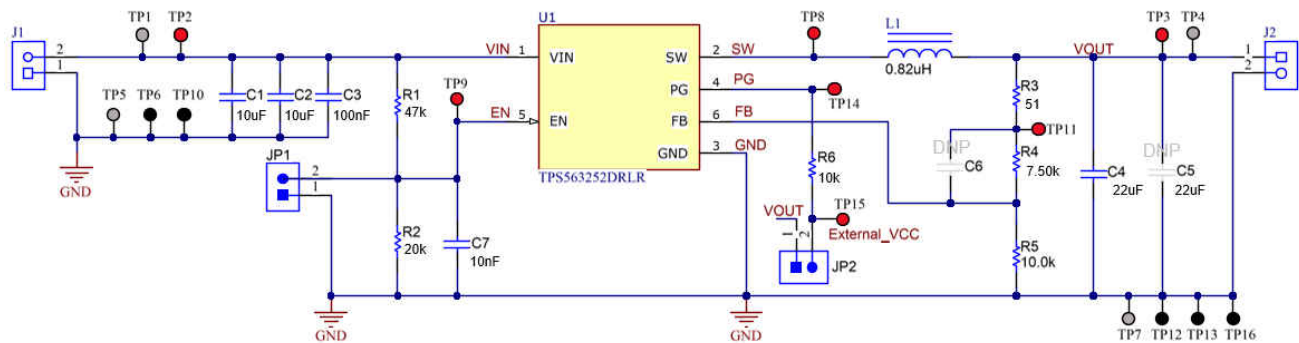 TP1 TP2 U1 TP8 L1 TP3 TP4
J1 J2
2 VIN 1 VIN SW 2 SW VOUT 1
1 2
0.82uH
TP9 PG 4 PG R3
TP5 TP6 TP10 C1 C2 C3 R1 TP14 51
10uF 10uF 100nF 47k
EN 5 EN FB 6 FB TP11
DNP DNP
JP1 GND 3 GND R6 C6 R4 C4 C5
GND 2 TPS563252DRLR 10k 7.50k 22uF 22uF
1
VOUT TP15
R2 C7 1 2 External_VCC R5
20k 10nF JP2 10.0k
GND GND TP7 TP12 TP13 TP16